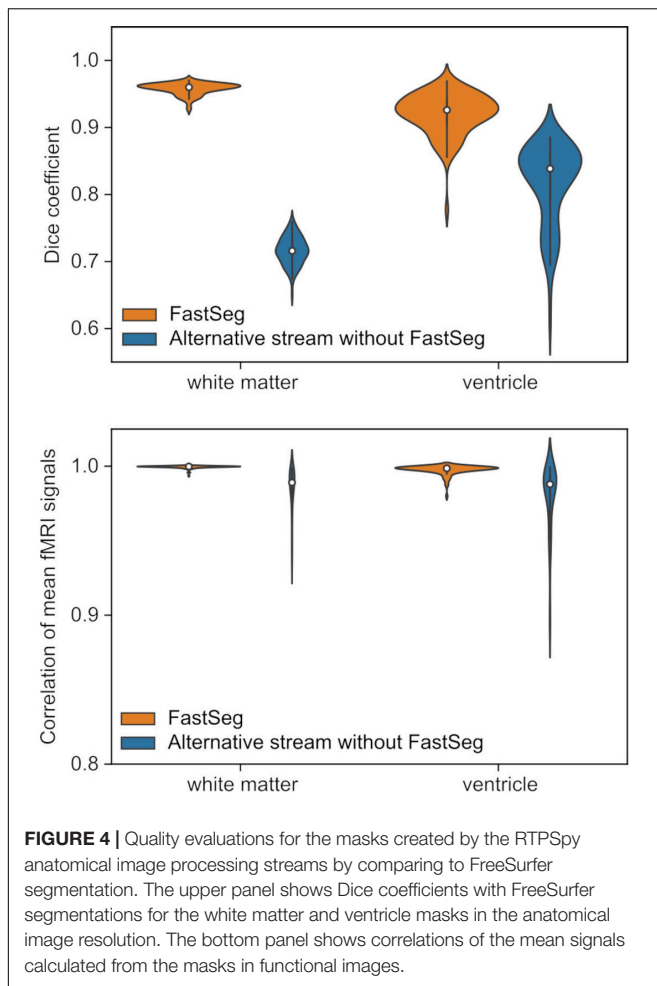 1.0
0.9
0.8
0.7
0.6
Dice coefficient
FastSeg
Alternative stream without FastSeg
white matter
ventricle
1.0
0.9
0.8
Correlation of mean fMRI signals
FastSeg
Alternative stream without FastSeg
white matter
ventricle
FIGURE 4 | Quality evaluations for the masks created by the RTPSpy
anatomical image processing streams by comparing to FreeSurfer
segmentation. The upper panel shows Dice coefficients with FreeSurfer
segmentations for the white matter and ventricle masks in the anatomical
image resolution. The bottom panel shows correlations of the mean signals
calculated from the masks in functional images.